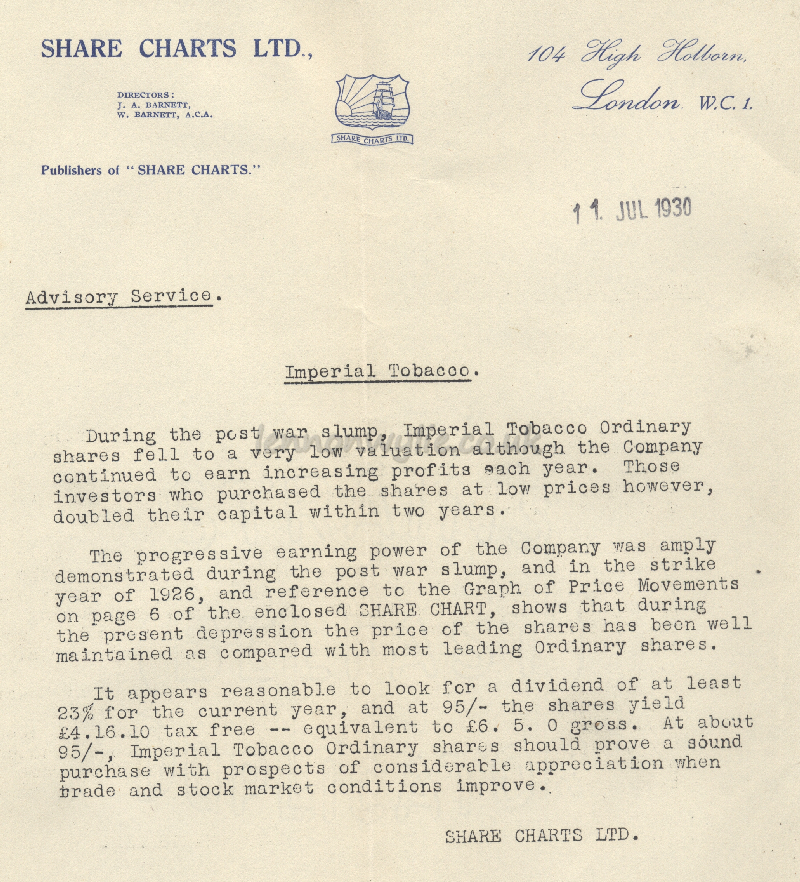 SHARE CHARTS LTD.,
104 High Holborn,
London W.C. 1.
DIRECTORS:
J. A. BARNETT,
W. BARNETT, A.C.A.
SHARE CHARTS LTD.
Publishers of "SHARE CHARTS."
11. JUL 1930
Advisory Service.
Imperial Tobacco.
During the post war slump, Imperial Tobacco Ordinary
shares fell to a very low valuation although the Company
continued to earn increasing profits each year. Those
investors who purchased the shares at low prices however,
doubled their capital within two years.
The progressive earning power of the Company was amply
demonstrated during the post war slump, and in the strike
year of 1926, and reference to the Graph of Price Movements
on page 6 of the enclosed SHARE CHART, shows that during
the present depression the price of the shares has been well
maintained as compared with most leading Ordinary shares.
It appears reasonable to look for a dividend of at least
23% for the current year, and at 95/- the shares yield
£4.16.10 tax free -- equivalent to £6. 5. 0 gross. At about
95/-, Imperial Tobacco Ordinary shares should prove a sound
purchase with prospects of considerable appreciation when
trade and stock market conditions improve.
SHARE CHARTS LTD.